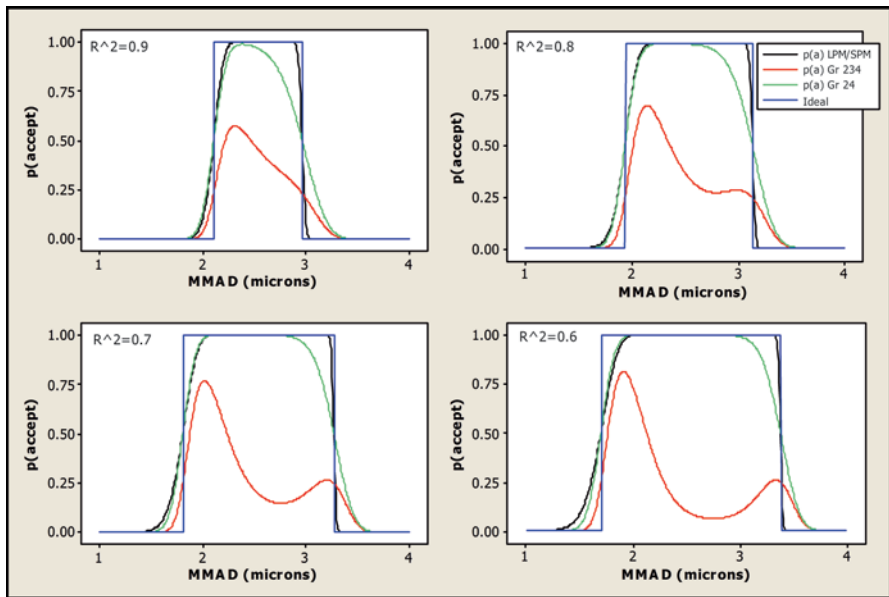 R^2=0.9
1.00
0.75
0.50
0.25
0.00
p(accept)
1 2 3 4
MMAD (microns)
R^2=0.8
1.00
0.75
0.50
0.25
0.00
p(accept)
1 2 3 4
MMAD (microns)
p(a) LPM/SPM
p(a) Gr 234
p(a) Gr 24
Ideal
R^2=0.7
1.00
0.75
0.50
0.25
0.00
p(accept)
1 2 3 4
MMAD (microns)
R^2=0.6
1.00
0.75
0.50
0.25
0.00
p(accept)
1 2 3 4
MMAD (microns)